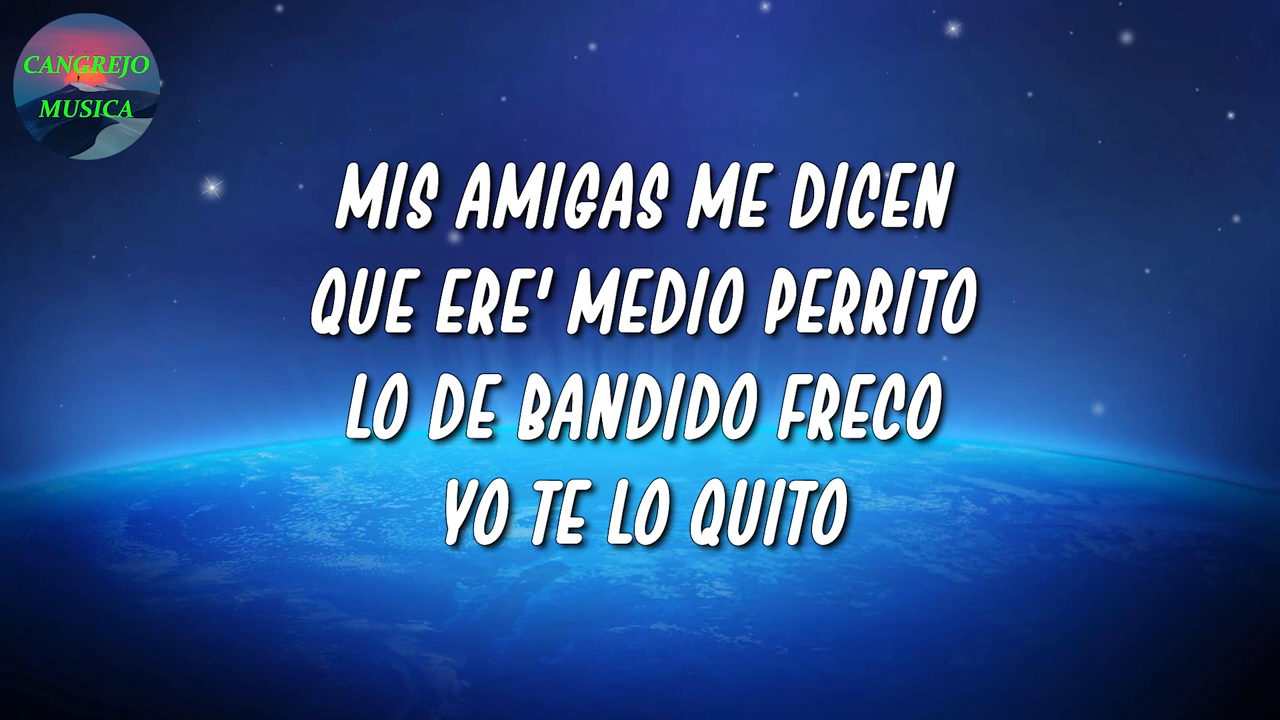 CANGREJO
MUSICA
MIS AMIGAS ME DICEN
QUE ERE' MEDIO PERRITO
LO DE BANDIDO FRECO
YO TE LO QUITO